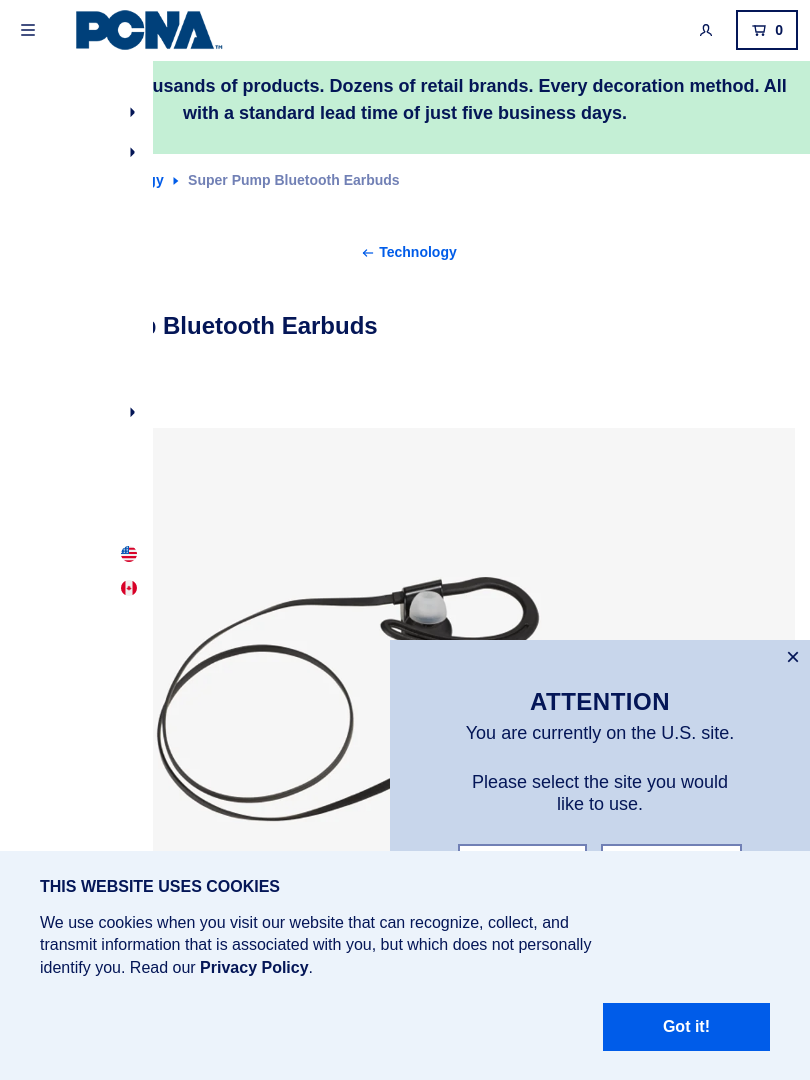 PCNA™
0
usands of products. Dozens of retail brands. Every decoration method. All
with a standard lead time of just five business days.
gy Super Pump Bluetooth Earbuds
Technology
Bluetooth Earbuds
ATTENTION
You are currently on the U.S. site.
Please select the site you would
like to use.
THIS WEBSITE USES COOKIES
We use cookies when you visit our website that can recognize, collect, and
transmit information that is associated with you, but which does not personally
identify you. Read our Privacy Policy.
Got it!